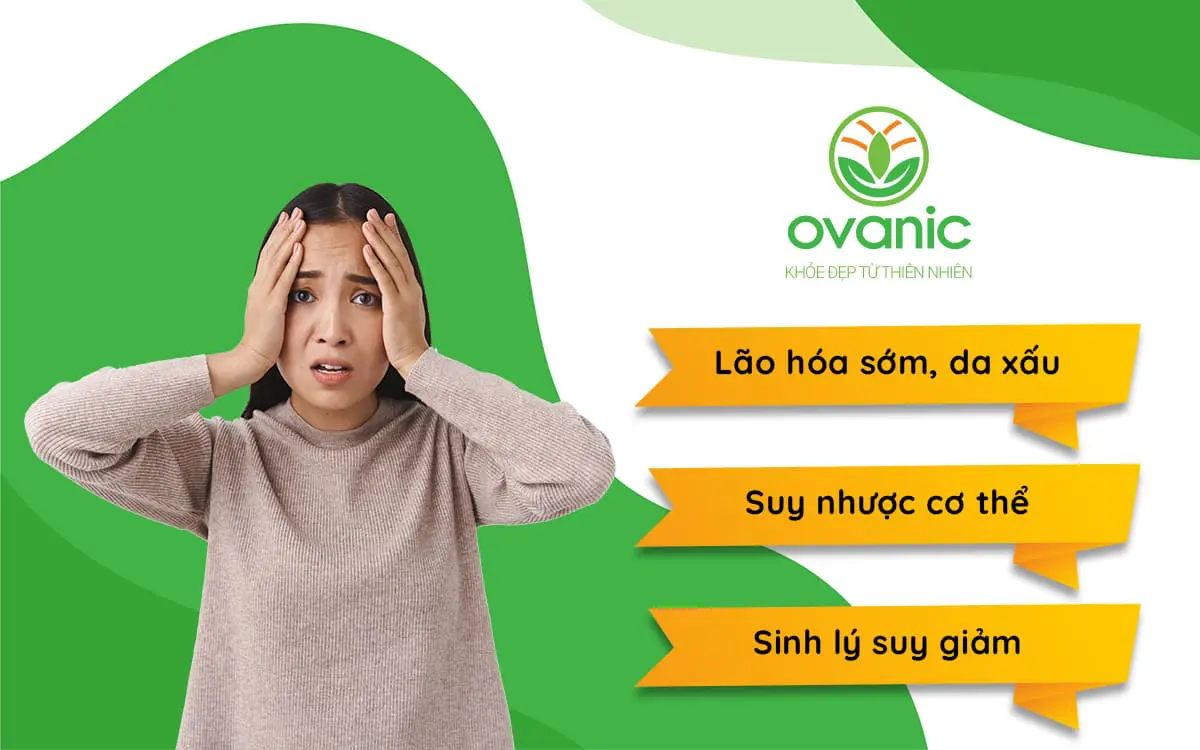 ovanic
KHỎE ĐẸP TỪ THIÊN NHIÊN
Lão hóa sớm, da xấu
Suy nhược cơ thể
Sinh lý suy giảm